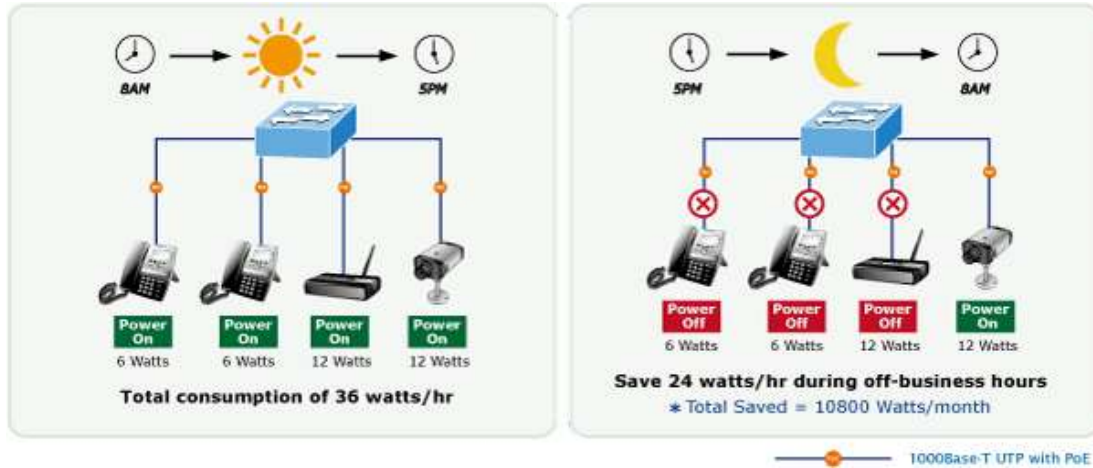 8AM
5PM
Power
On
6 Watts
Power
On
6 Watts
Power
On
12 Watts
Power
On
12 Watts
Total consumption of 36 watts/hr
5PM
8AM
Power
Off
6 Watts
Power
Off
6 Watts
Power
Off
12 Watts
Power
On
12 Watts
Save 24 watts/hr during off-business hours
* Total Saved = 10800 Watts/month
1000Base-T UTP with PoE